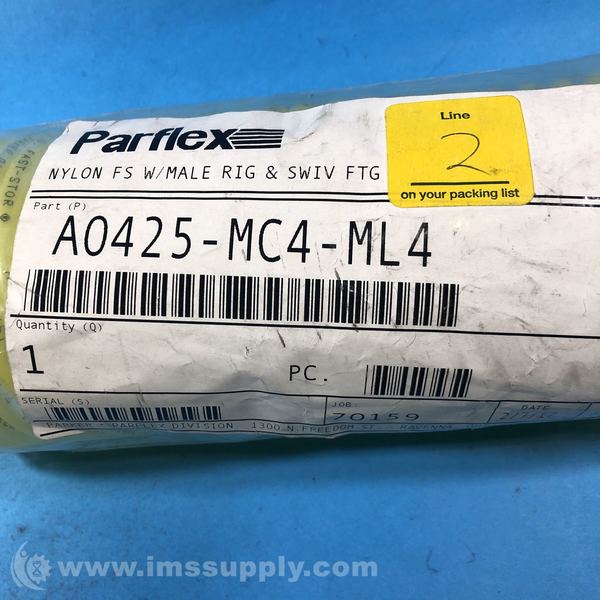 Parflex
NYLON FS W/MALE RIG & SWIV FTG
Line
2
on your packing list
Part (P)
A0425-MC4-ML4
Quantity (Q)
1
PC.
SERIAL (S)
JOB:
70159
DATE
PARKER - PARFLEX DIVISION 1300 N. FREEDOM ST. RAVENNA
FAST-STOR
www.imssupply.com